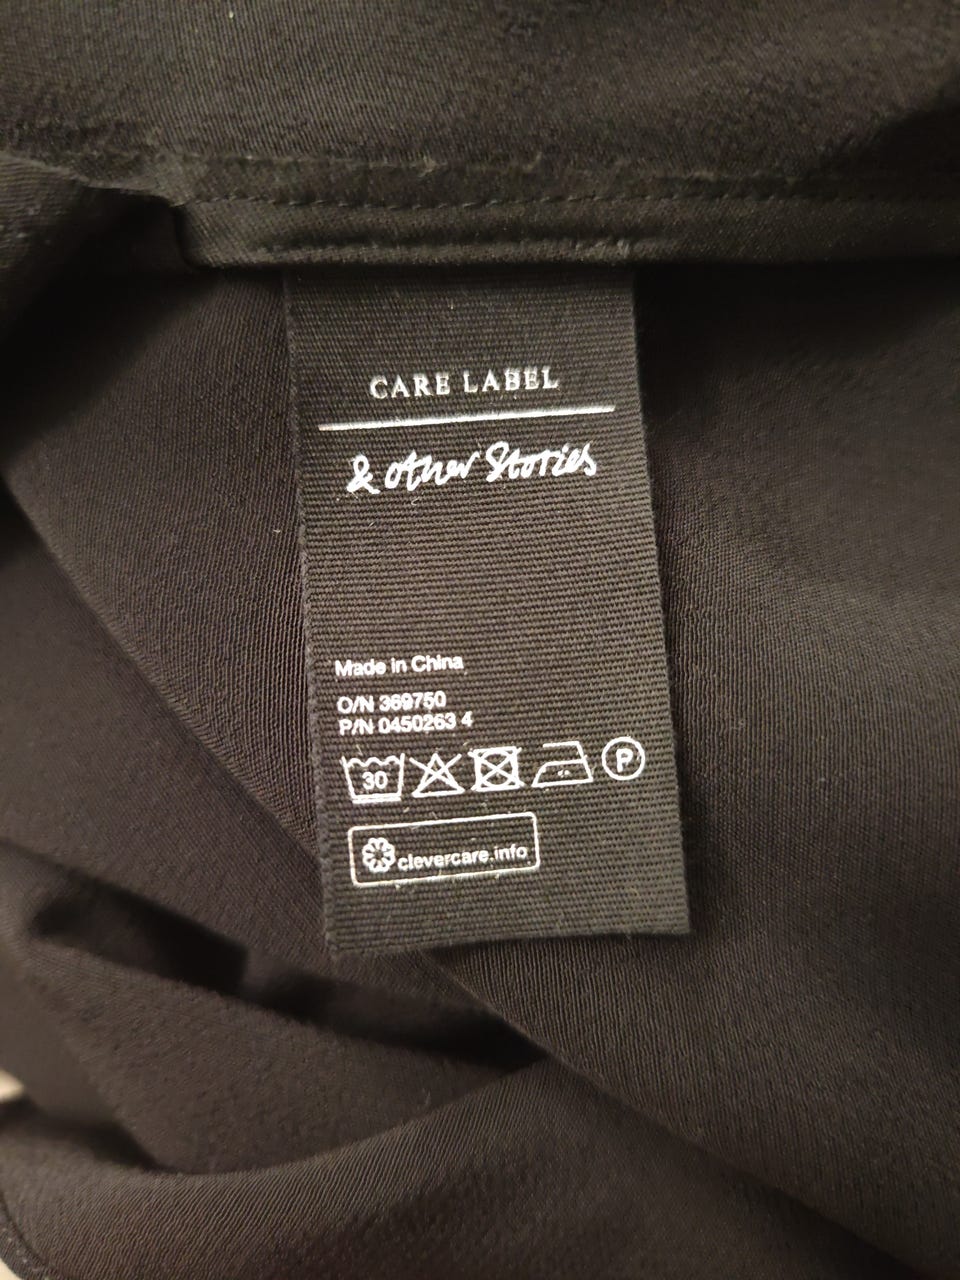 CARE LABEL
& other Stories
Made in China
O/N 369750
P/N 0450263 4
30 P
clevercare.info